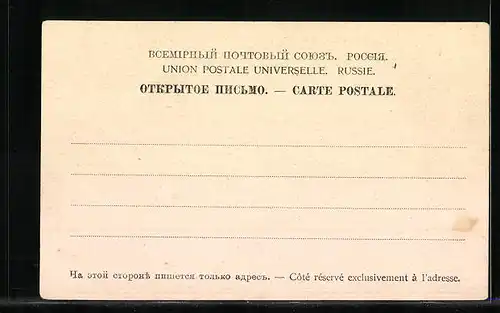 ВСЕМІРНЫЙ ПОЧТОВЫЙ СОЮЗЪ. РОССІЯ.
UNION POSTALE UNIVERSELLE. RUSSIE.
ОТКРЫТОЕ ПИСЬМО. — CARTE POSTALE.
На этой сторонѣ пишется только адресъ. — Côté réservé exclusivement à l'adresse.